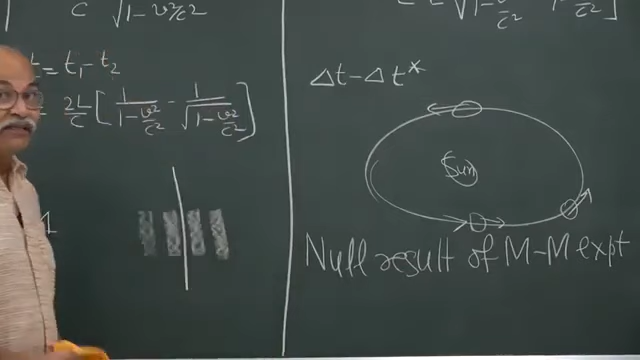 c √1-v²/c²
t = t₁ - t₂
= 2L/c [ 1/(1-v²/c²) - 1/√(1-v²/c²) ]
1
Δt - Δt*
Sun
Null result of M-M expt